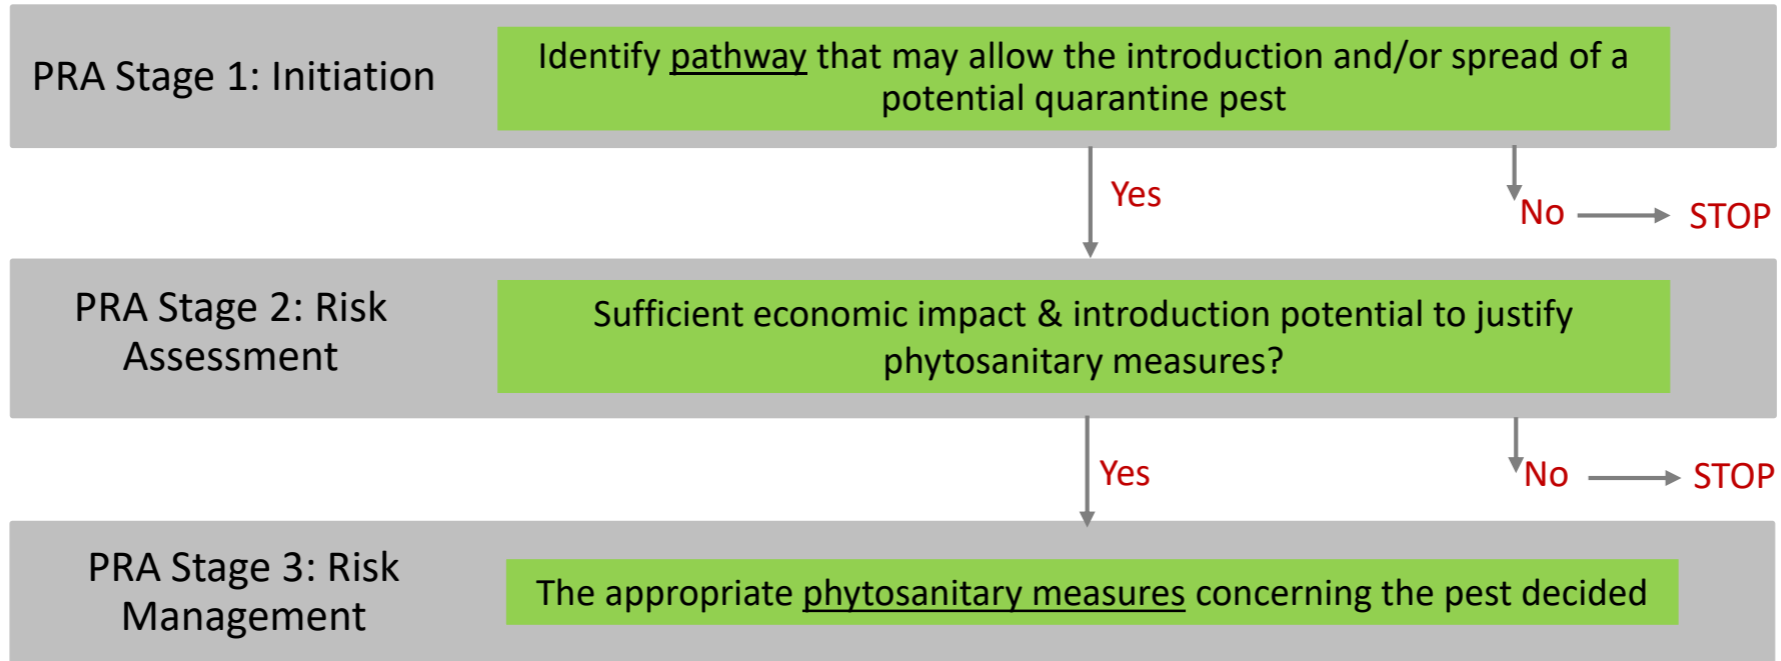 PRA Stage 1: Initiation
Identify pathway that may allow the introduction and/or spread of a
potential quarantine pest
Yes
No
STOP
PRA Stage 2: Risk
Assessment
Sufficient economic impact & introduction potential to justify
phytosanitary measures?
Yes
No
STOP
PRA Stage 3: Risk
Management
The appropriate phytosanitary measures concerning the pest decided